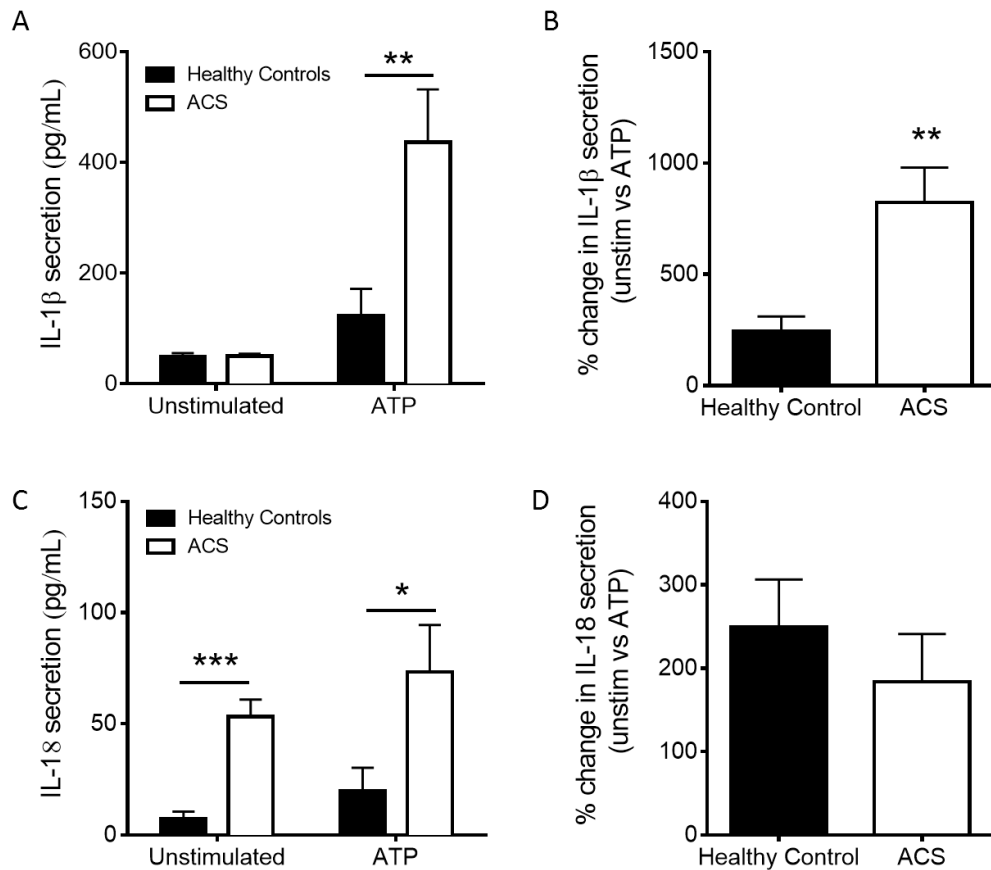 A
IL-1β secretion (pg/mL)
600
400
200
0
Healthy Controls
ACS
**
Unstimulated
ATP
B
% change in IL-1β secretion
(unstim vs ATP)
1500
1000
500
0
**
Healthy Control
ACS
C
IL-18 secretion (pg/mL)
150
100
50
0
Healthy Controls
ACS
***
*
Unstimulated
ATP
D
% change in IL-18 secretion
(unstim vs ATP)
400
300
200
100
0
Healthy Control
ACS